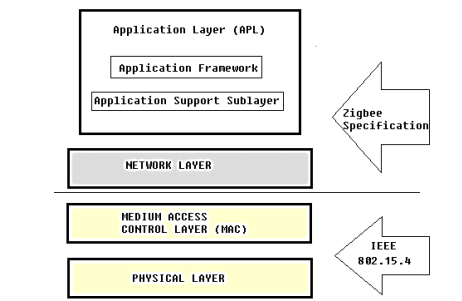 Application Layer (APL)
Application Framework
Application Support Sublayer
Zigbee
Specification
NETWORK LAYER
MEDIUM ACCESS
CONTROL LAYER (MAC)
IEEE
802.15.4
PHYSICAL LAYER